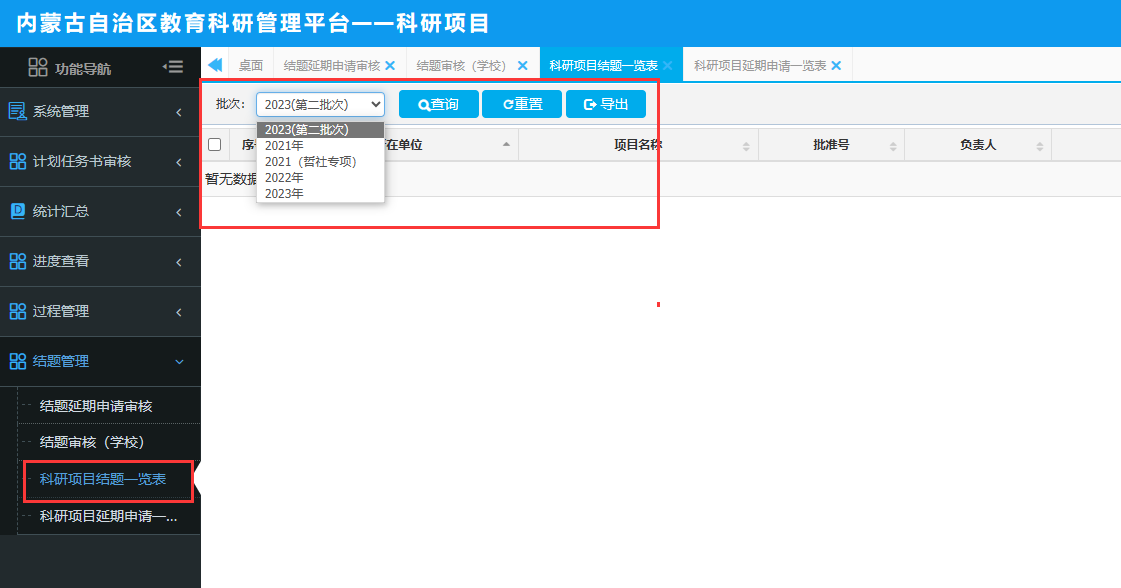 内蒙古自治区教育科研管理平台——科研项目
功能导航
桌面 结题延期申请审核 结题审核（学校） 科研项目结题一览表 科研项目延期申请一览表
系统管理
计划任务书审核
统计汇总
进度查看
过程管理
结题管理
结题延期申请审核
结题审核（学校）
科研项目结题一览表
科研项目延期申请一...
批次： 2023(第二批次) 查询 重置 导出
2023(第二批次)
2021年
2021（哲社专项）
2022年
2023年
序 在单位 项目名称 批准号 负责人
暂无数据